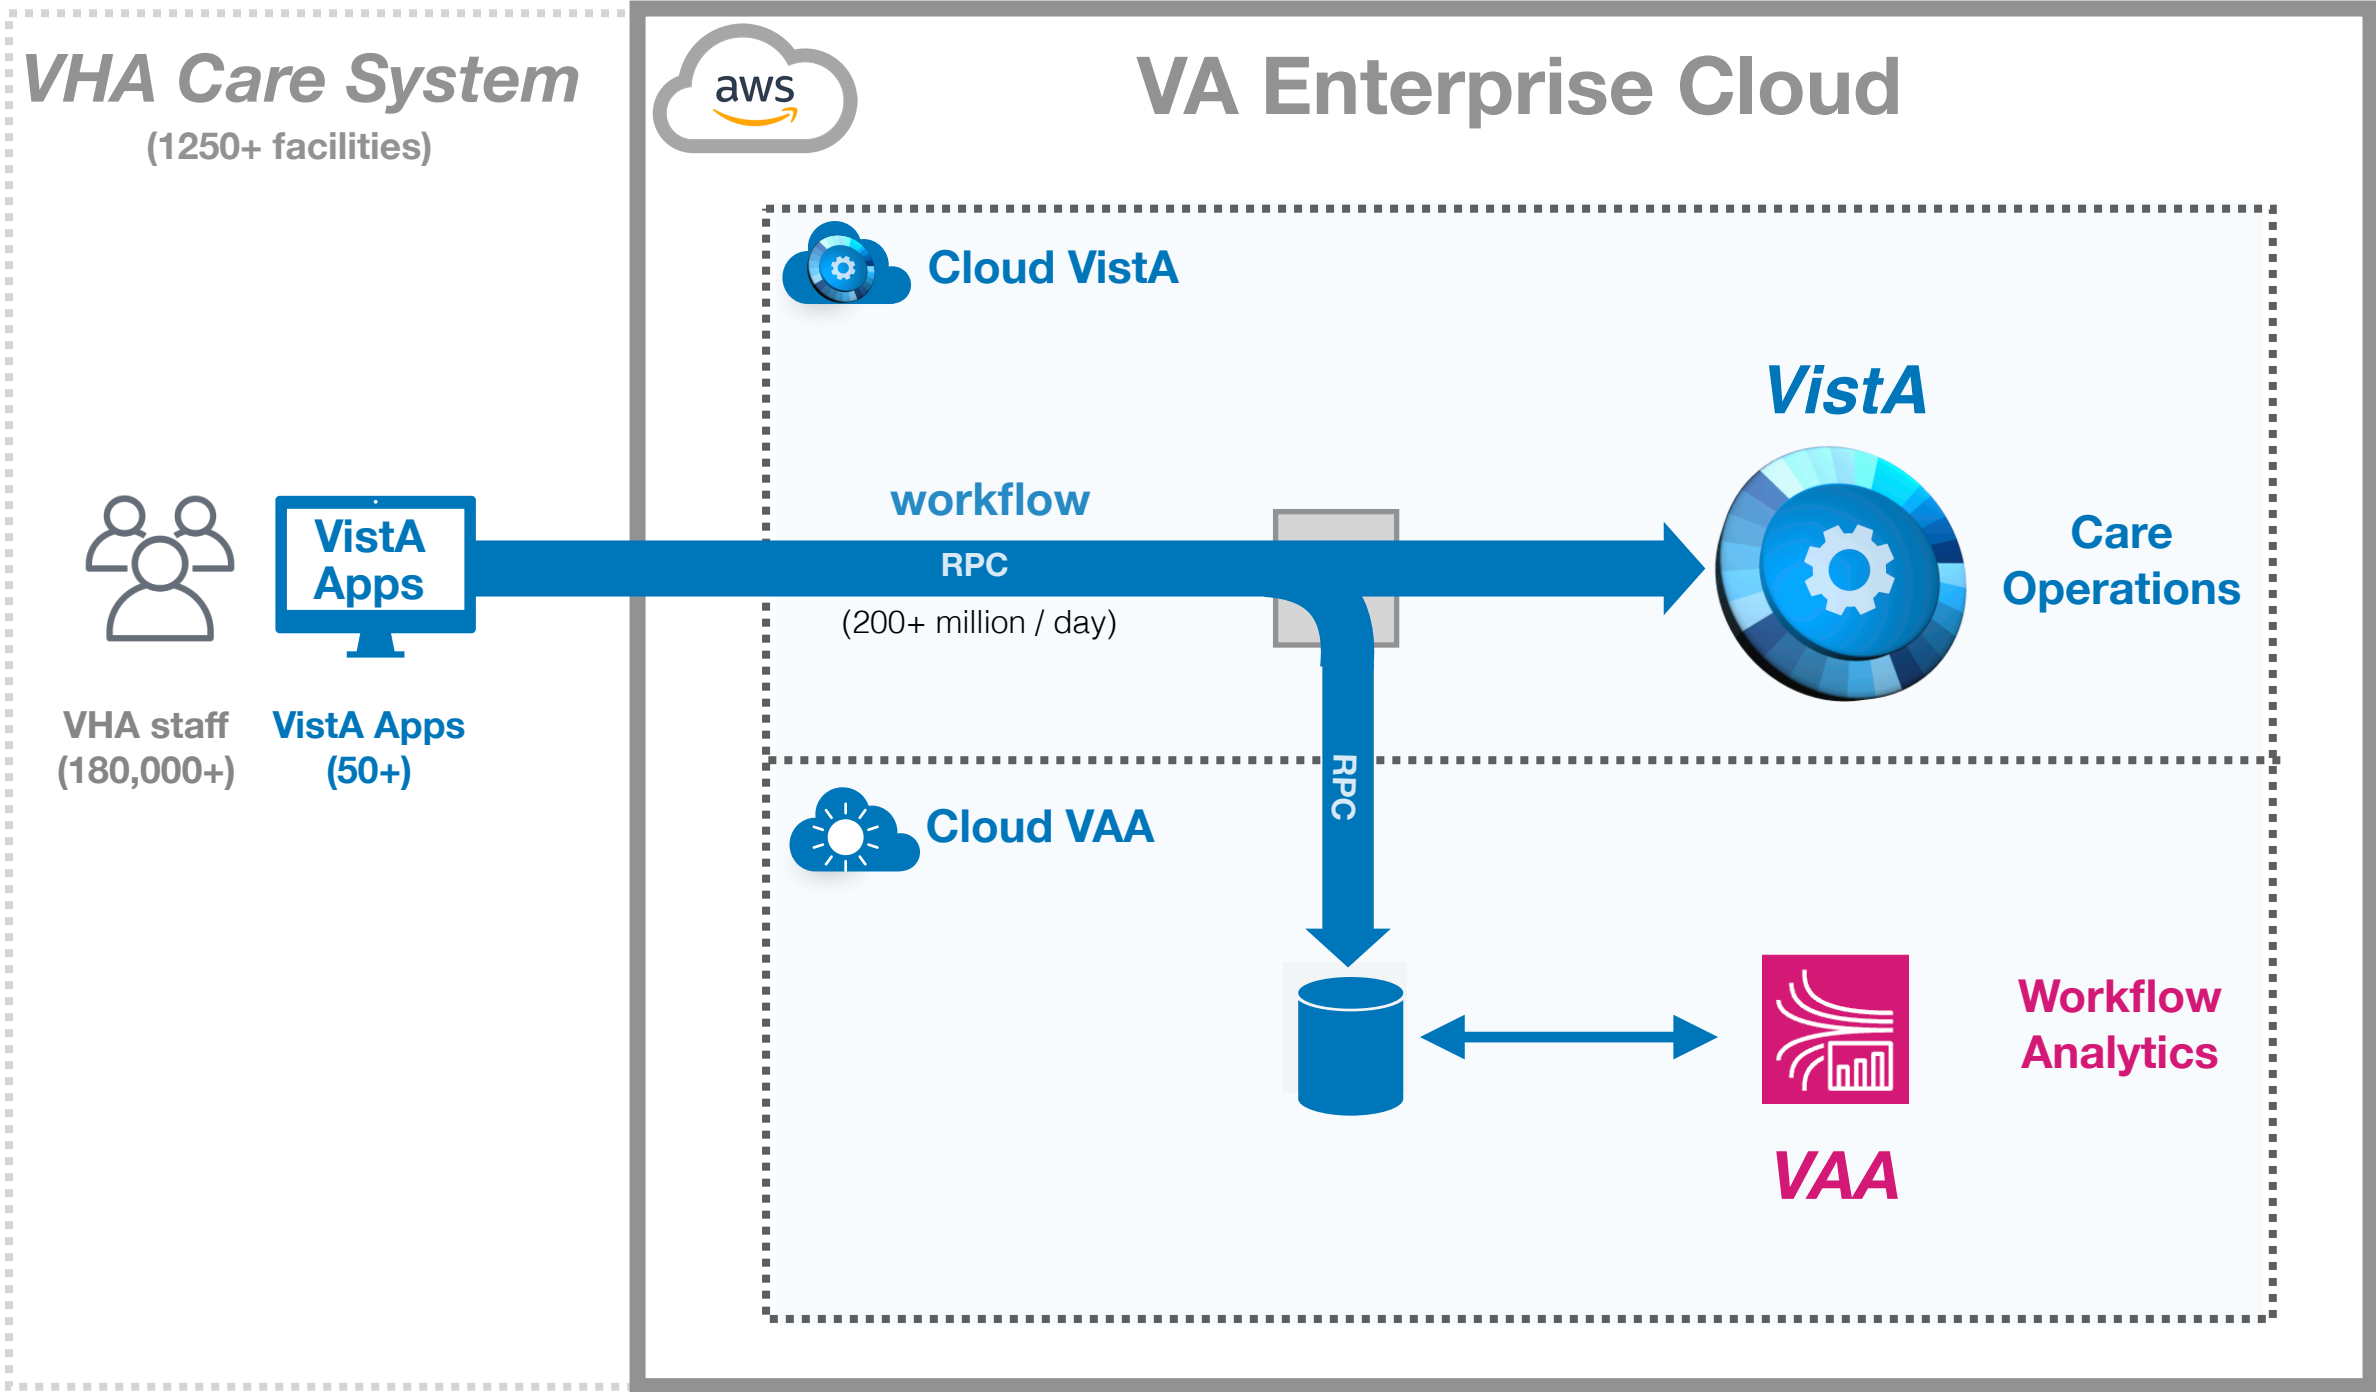 VHA Care System
(1250+ facilities)
aws
VA Enterprise Cloud
Cloud VistA
VistA
workflow
RPC
(200+ million / day)
VistA
Apps
Care
Operations
VHA staff
(180,000+)
VistA Apps
(50+)
RPC
Cloud VAA
Workflow
Analytics
VAA